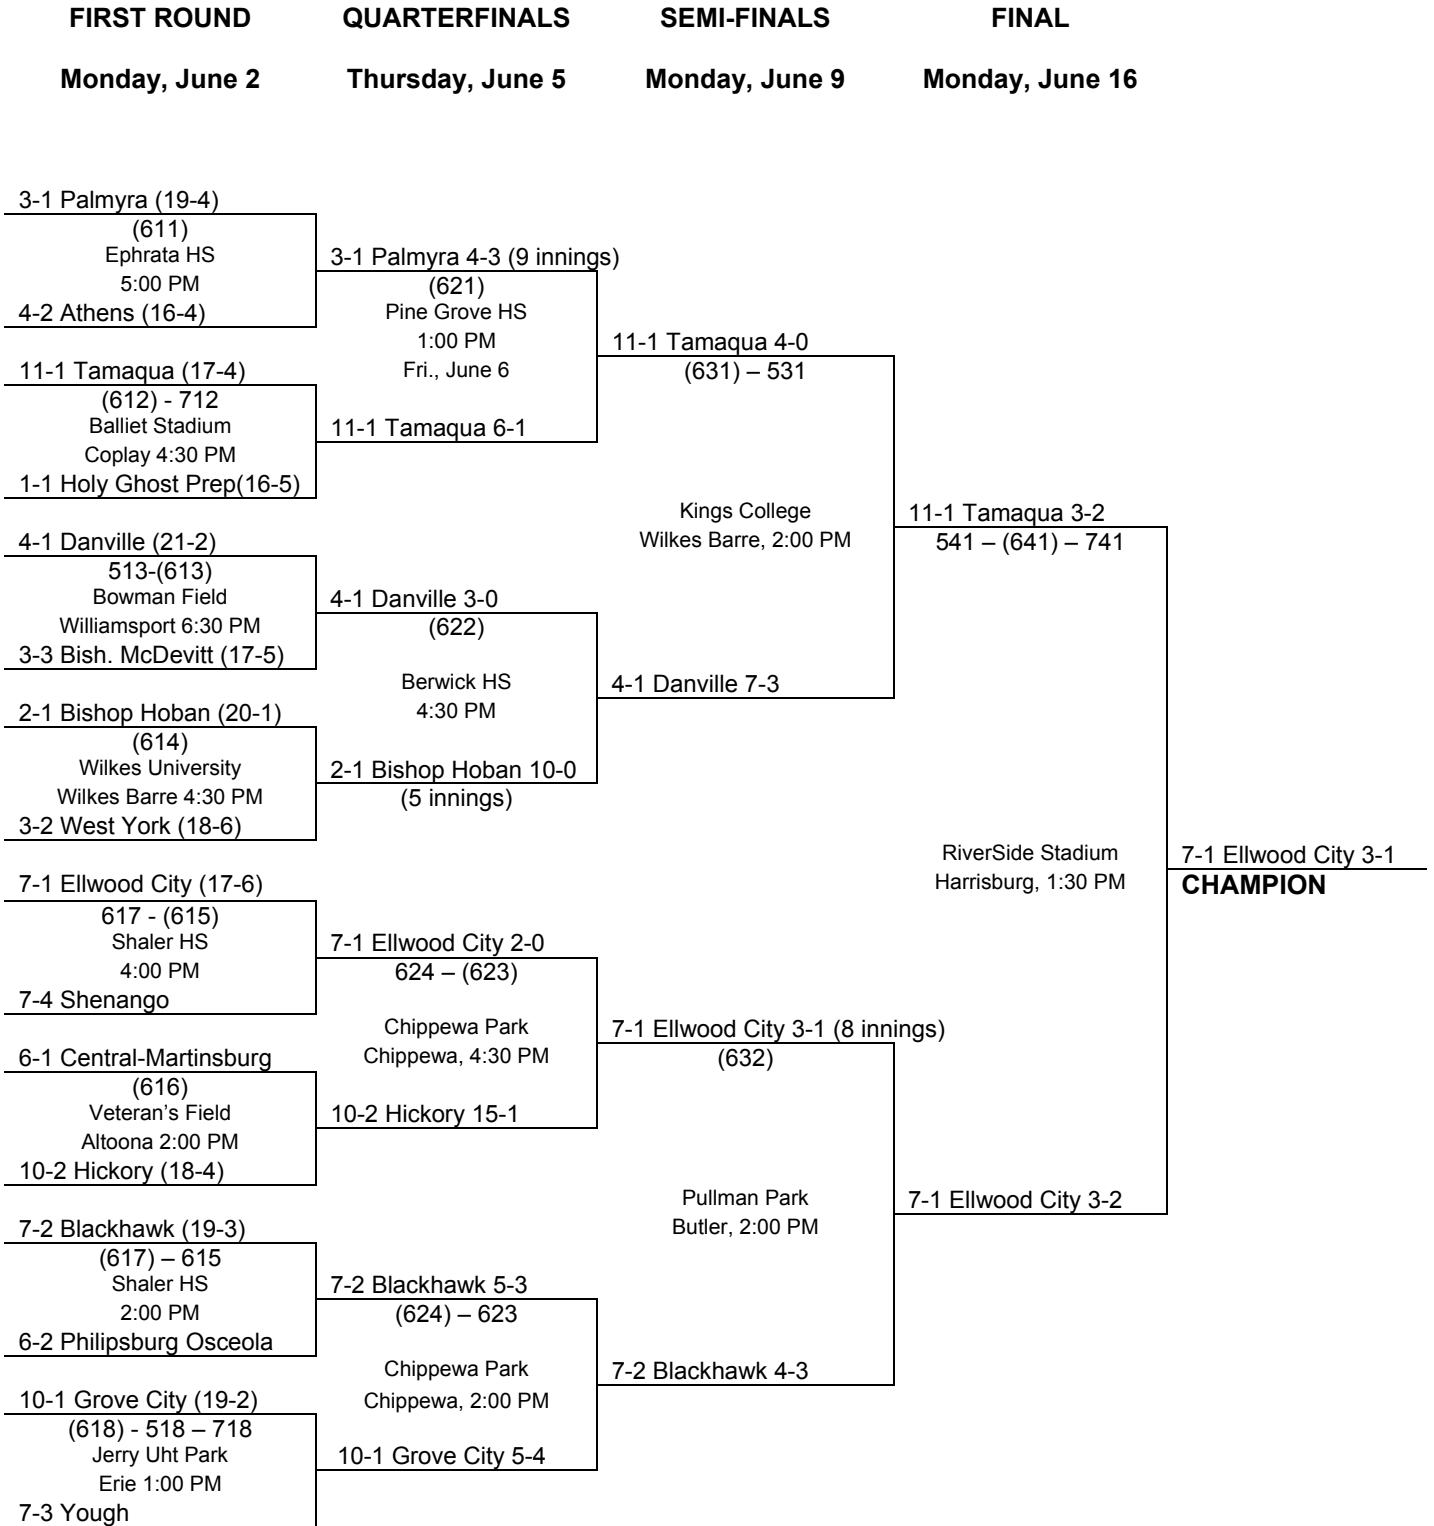 FIRST ROUND QUARTERFINALS SEMI-FINALS FINAL
Monday, June 2 Thursday, June 5 Monday, June 9 Monday, June 16
3-1 Palmyra (19-4)
(611)
Ephrata HS
5:00 PM
4-2 Athens (16-4)
11-1 Tamaqua (17-4)
(612) - 712
Balliet Stadium
Coplay 4:30 PM
1-1 Holy Ghost Prep(16-5)
4-1 Danville (21-2)
513-(613)
Bowman Field
Williamsport 6:30 PM
3-3 Bish. McDevitt (17-5)
2-1 Bishop Hoban (20-1)
(614)
Wilkes University
Wilkes Barre 4:30 PM
3-2 West York (18-6)
7-1 Ellwood City (17-6)
617 - (615)
Shaler HS
4:00 PM
7-4 Shenango
6-1 Central-Martinsburg
(616)
Veteran’s Field
Altoona 2:00 PM
10-2 Hickory (18-4)
7-2 Blackhawk (19-3)
(617) – 615
Shaler HS
2:00 PM
6-2 Philipsburg Osceola
10-1 Grove City (19-2)
(618) - 518 – 718
Jerry Uht Park
Erie 1:00 PM
7-3 Yough
3-1 Palmyra 4-3 (9 innings)
(621)
Pine Grove HS
1:00 PM
Fri., June 6
11-1 Tamaqua 6-1
4-1 Danville 3-0
(622)
Berwick HS
4:30 PM
2-1 Bishop Hoban 10-0
(5 innings)
7-1 Ellwood City 2-0
624 – (623)
Chippewa Park
Chippewa, 4:30 PM
10-2 Hickory 15-1
7-2 Blackhawk 5-3
(624) – 623
Chippewa Park
Chippewa, 2:00 PM
10-1 Grove City 5-4
11-1 Tamaqua 4-0
(631) – 531
Kings College
Wilkes Barre, 2:00 PM
4-1 Danville 7-3
7-1 Ellwood City 3-1 (8 innings)
(632)
Pullman Park
Butler, 2:00 PM
7-2 Blackhawk 4-3
11-1 Tamaqua 3-2
541 – (641) – 741
RiverSide Stadium
Harrisburg, 1:30 PM
7-1 Ellwood City 3-2
7-1 Ellwood City 3-1
CHAMPION